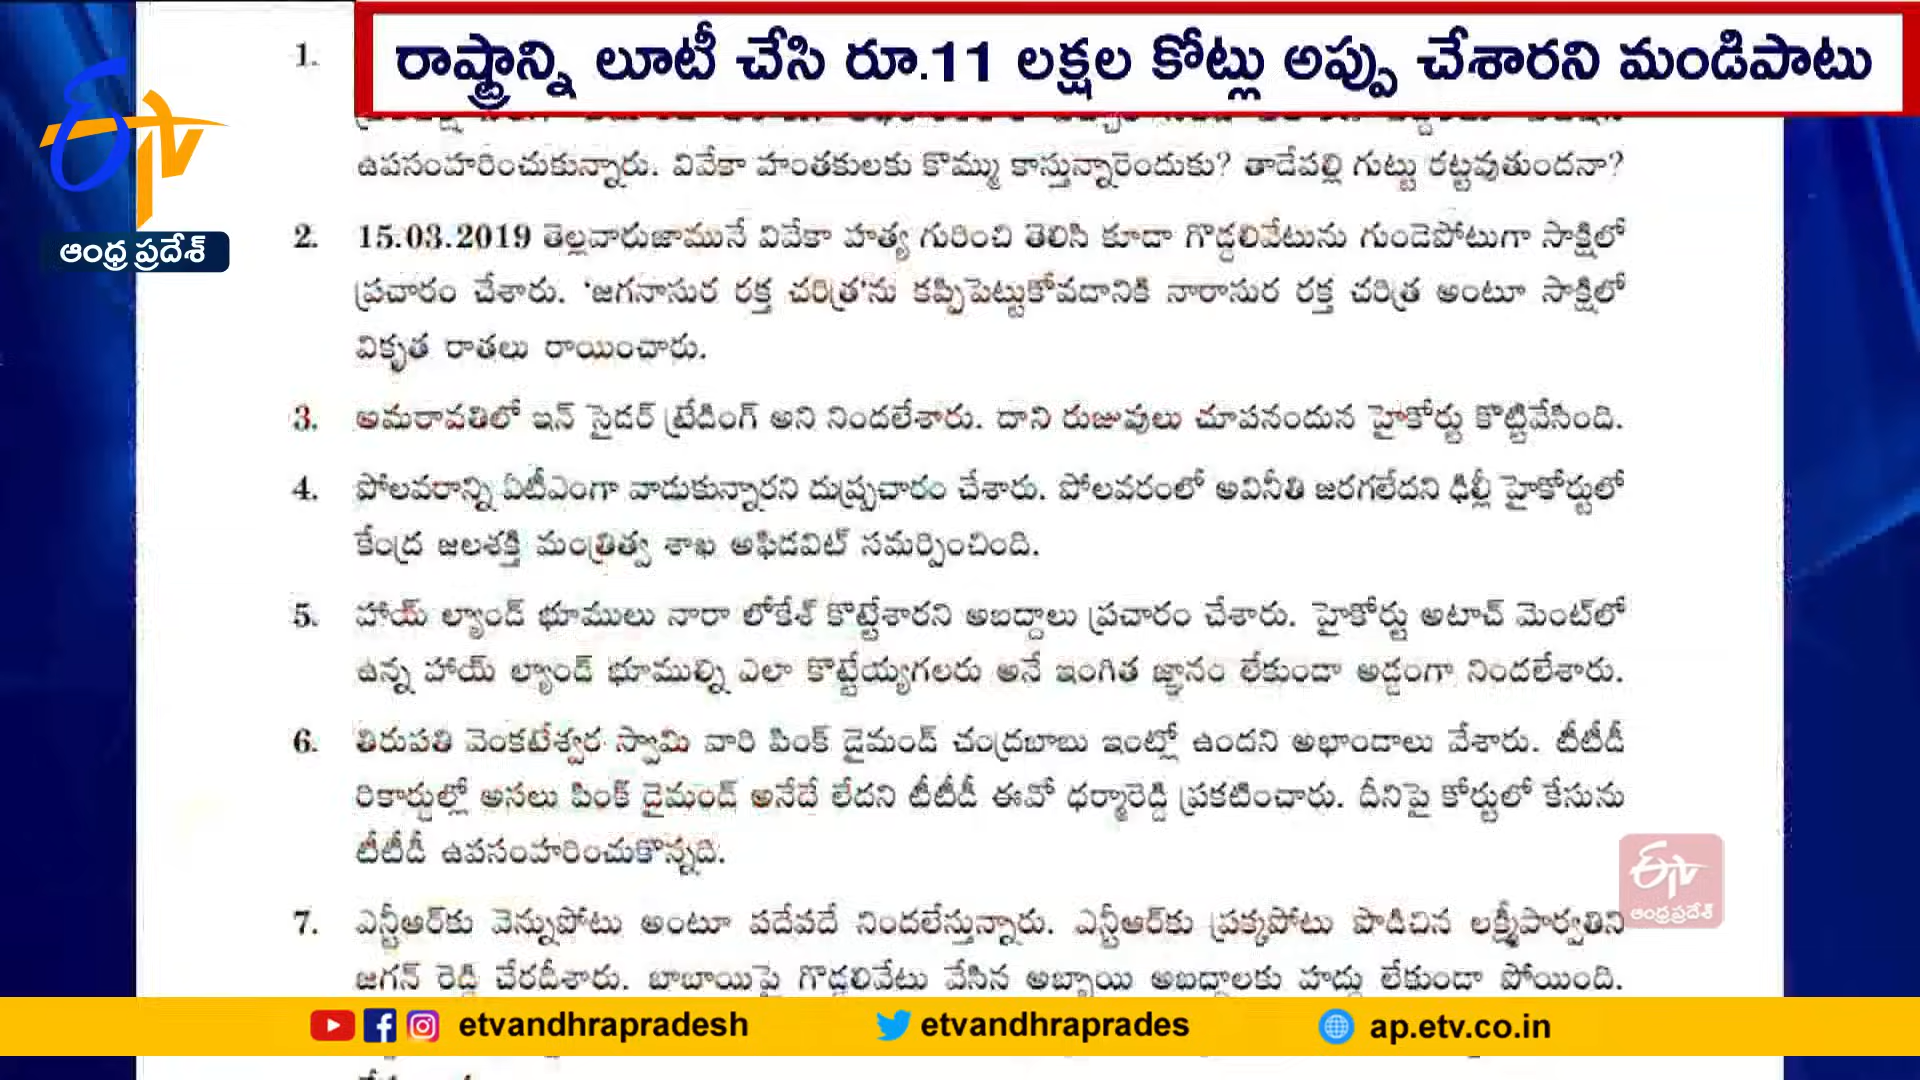 రాష్ట్రాన్ని లూటీ చేసి రూ.11 లక్షల కోట్లు అప్పు చేశారని మండిపాటు
1.
ఉపసంహరించుకున్నారు. వివేకా హంతకులకు కొమ్ము కాస్తున్నారెందుకు? తాడేపల్లి గుట్టు రట్టవుతుందనా?
2. 15.03.2019 తెల్లవారుజామునే వివేకా హత్య గురించి తెలిసి కూడా గొడ్డలివేటును గుండెపోటుగా సాక్షిలో
ప్రచారం చేశారు. 'జగనాసుర రక్త చరిత్ర'ను కప్పిపెట్టుకోవదానికి నారాసుర రక్త చరిత్ర అంటూ సాక్షిలో
వికృత రాతలు రాయించారు.
3. అమరావతిలో ఇన్ సైడర్ ట్రేడింగ్ అని నిందలేశారు. దాని రుజువులు చూపనందున హైకోర్టు కొట్టివేసింది.
4. పోలవరాన్ని ఏటీఎంగా వాడుకున్నారని దుష్ప్రచారం చేశారు. పోలవరంలో అవినీతి జరగలేదని ఢిల్లీ హైకోర్టులో
కేంద్ర జలశక్తి మంత్రిత్వ శాఖ అఫిడవిట్ సమర్పించింది.
5. హాయ్ ల్యాండ్ భూములు నారా లోకేశ్ కొట్టేశారని అబద్దాలు ప్రచారం చేశారు. హైకోర్టు అటాచ్ మెంట్‌లో
ఉన్న హాయ్ ల్యాండ్ భూముల్ని ఎలా కొట్టేయ్యగలరు అనే ఇంగిత జ్ఞానం లేకుండా అడ్డంగా నిందలేశారు.
6. తిరుపతి వెంకటేశ్వర స్వామి వారి పింక్ డైమండ్ చంద్రబాబు ఇంట్లో ఉందని అభాండాలు వేశారు. టీటీడీ
రికార్డుల్లో అసలు పింక్ డైమండ్ అనేదే లేదని టీటీడీ ఈవో ధర్మారెడ్డి ప్రకటించారు. దీనిపై కోర్టులో కేసును
టీటీడీ ఉపసంహరించుకొన్నది.
7. ఎన్టీఆర్‌కు వెన్నుపోటు అంటూ పదేపదే నిందలేస్తున్నారు. ఎన్టీఆర్‌కు ప్రక్కపోటు పొడిచిన లక్ష్మీపార్వతిని
జగన్ రెడ్డి చేరదీశారు. బాబాయిపై గొడ్డలివేటు వేసిన అబ్బాయి అబద్దాలకు హద్దు లేకుండా పోయింది.
etv
ఆంధ్ర ప్రదేశ్
etv
ఆంధ్రప్రదేశ్
etvandhrapradesh etvandhraprades ap.etv.co.in